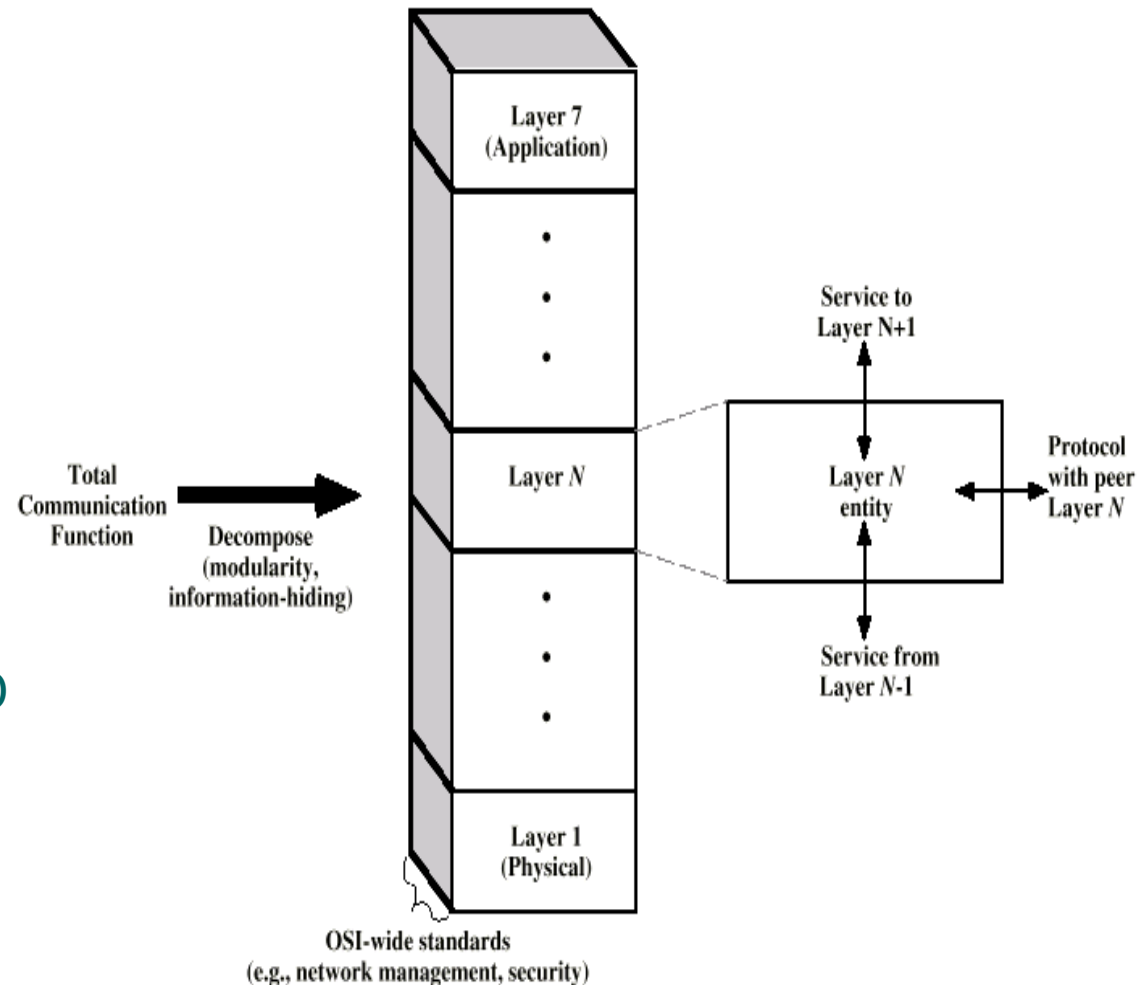 Layer 7
(Application)
Service to
Layer N+1
Total
Communication
Function
Decompose
(modularity,
information-hiding)
Layer N
Layer N
entity
Protocol
with peer
Layer N
Service from
Layer N-1
Layer 1
(Physical)
OSI-wide standards
(e.g., network management, security)